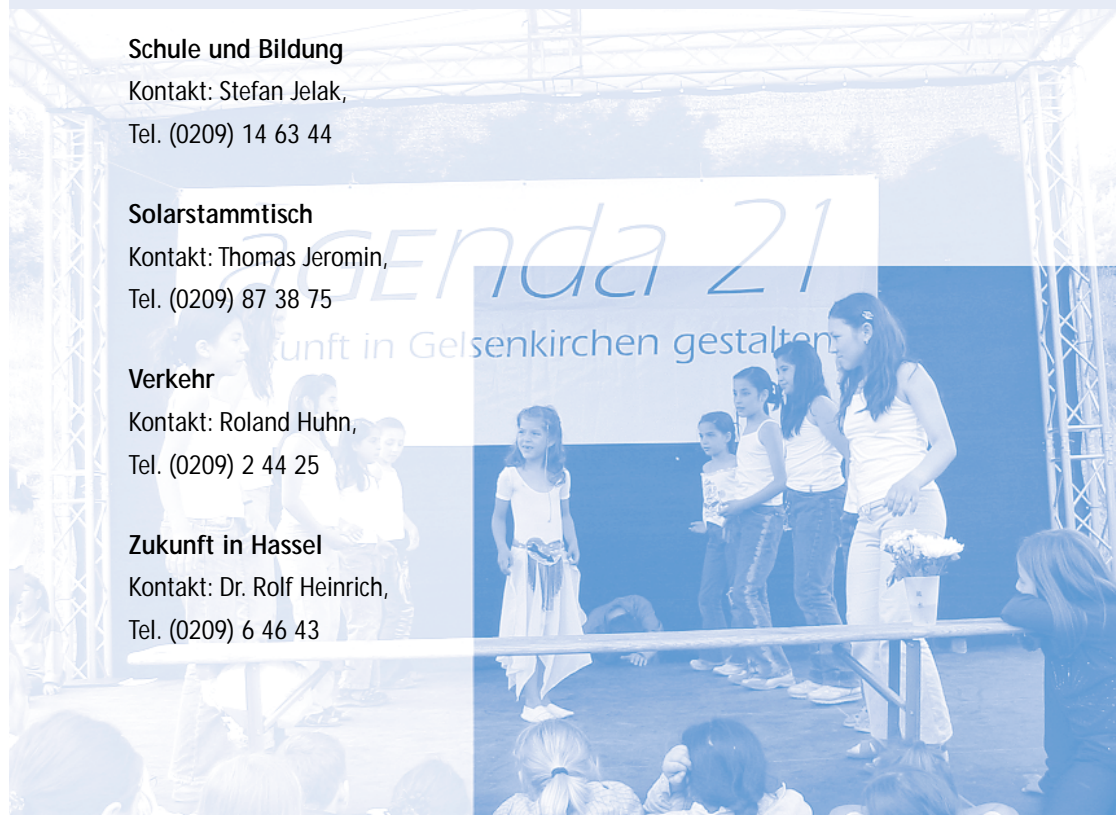 Schule und Bildung
Kontakt: Stefan Jelak,
Tel. (0209) 14 63 44
Solarstammtisch
Kontakt: Thomas Jeromin,
Tel. (0209) 87 38 75
Verkehr
Kontakt: Roland Huhn,
Tel. (0209) 2 44 25
Zukunft in Hassel
Kontakt: Dr. Rolf Heinrich,
Tel. (0209) 6 46 43
aGEnda 21
unft in Gelsenkirchen gestalten